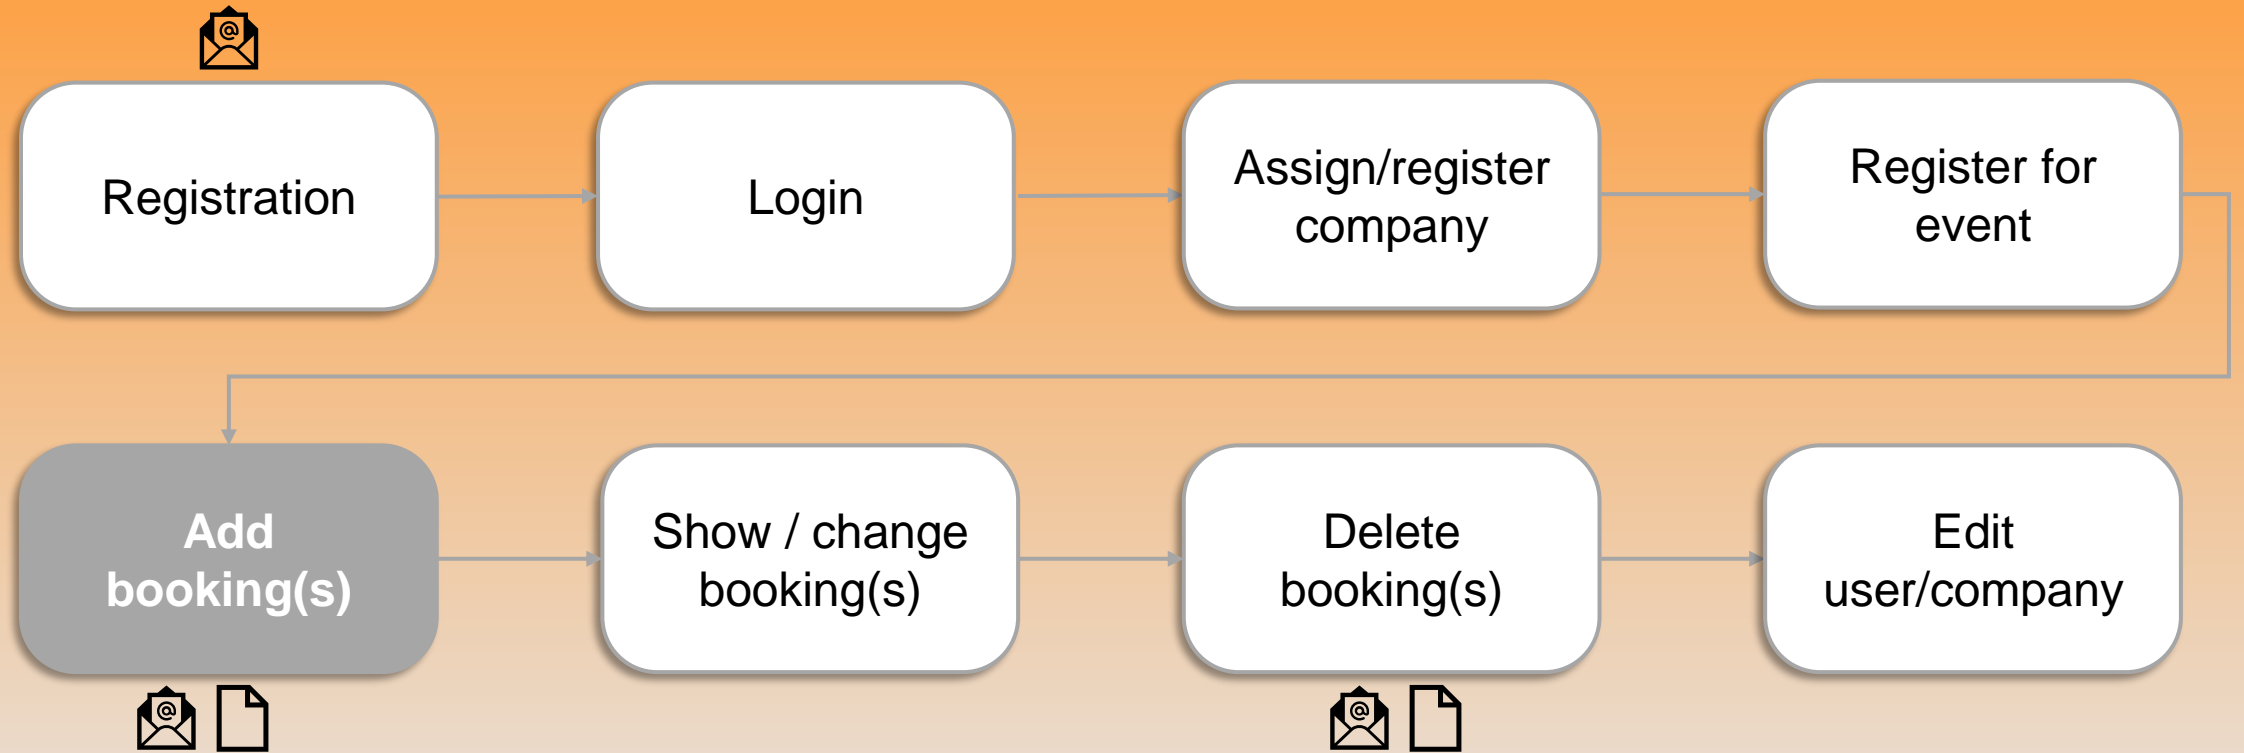 Registration
Login
Assign/register
company
Register for
event
Add
booking(s)
Show / change
booking(s)
Delete
booking(s)
Edit
user/company